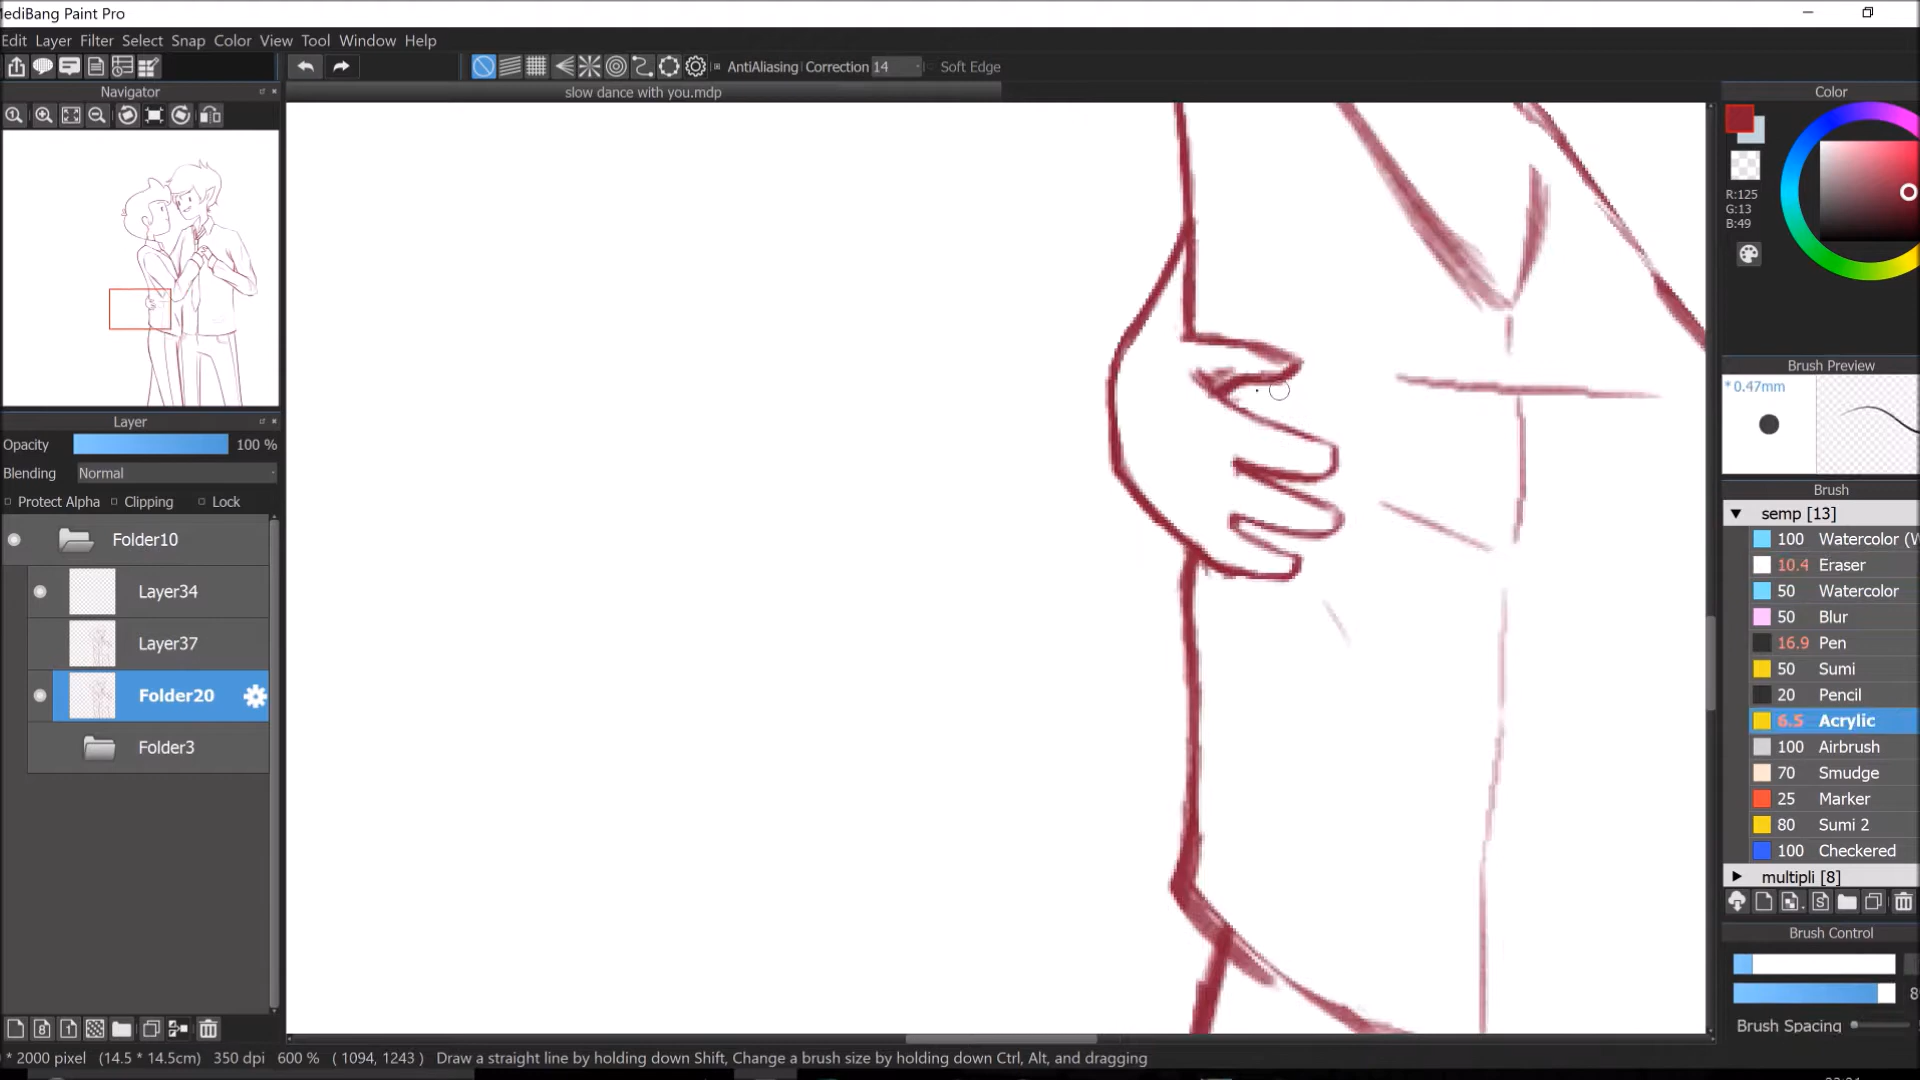 MediBang Paint Pro
Edit Layer Filter Select Snap Color View Tool Window Help
AntiAliasing Correction 14 Soft Edge
Navigator
slow dance with you.mdp
Color
R:125
G:13
B:49
Brush Preview
* 0.47mm
Layer
Opacity 100 %
Blending Normal
Protect Alpha Clipping Lock
Folder10
Layer34
Layer37
Folder20
Folder3
Brush
semp [13]
100 Watercolor (W
10.4 Eraser
50 Watercolor
50 Blur
16.9 Pen
50 Sumi
20 Pencil
6.5 Acrylic
100 Airbrush
70 Smudge
25 Marker
80 Sumi 2
100 Checkered
multipli [8]
Brush Control
8
Brush Spacing
* 2000 pixel (14.5 * 14.5cm) 350 dpi 600 % ( 1094, 1243 ) Draw a straight line by holding down Shift, Change a brush size by holding down Ctrl, Alt, and dragging